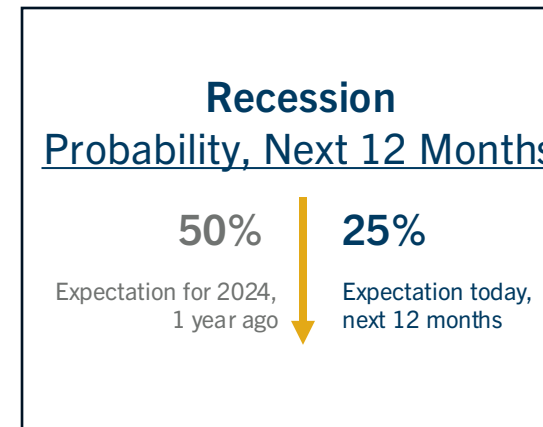 Recession
Probability, Next 12 Months
50%
Expectation for 2024,
1 year ago
25%
Expectation today,
next 12 months